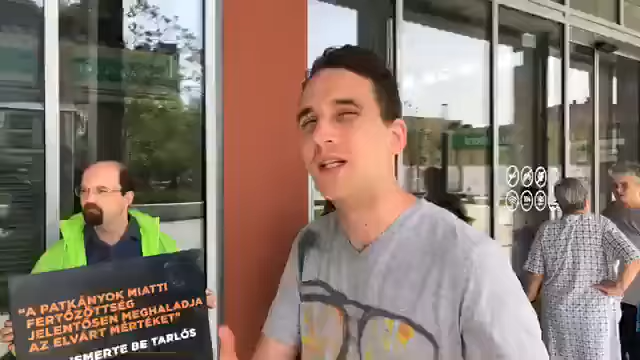 "A PATKÁNYOK MIATTI
FERTŐZÖTTSÉG
JELENTŐSEN MEGHALADJA
AZ ELVÁRT MÉRTÉKET"
ISMERTE BE TARLÓS